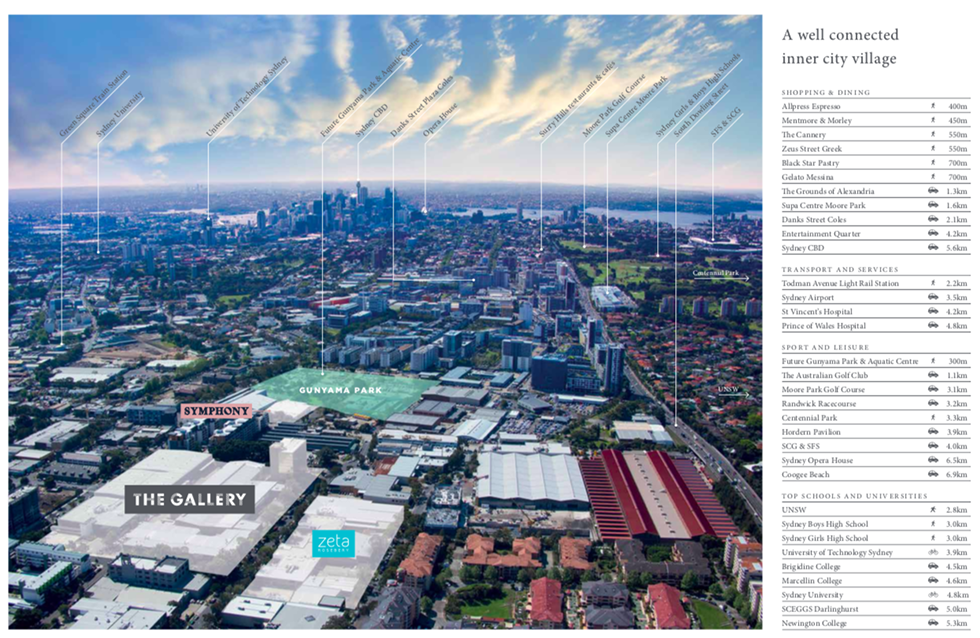 Green Square Train Station
Sydney University
University of Technology Sydney
Future Gunyama Park & Aquatic Centre
Sydney CBD
Danks Street Plaza Coles
Opera House
Surry Hills restaurants & cafes
Moore Park Golf Course
Supa Centre Moore Park
Sydney Girls & Boys High Schools
South Dowling Street
SFS & SCG
Centennial Park
UNSW
GUNYAMA PARK
SYMPHONY
THE GALLERY
zeta
ROSEBERY
A well connected
inner city village
SHOPPING & DINING
Allpress Espresso 400m
Mentmore & Morley 450m
The Cannery 550m
Zeus Street Greek 550m
Black Star Pastry 700m
Gelato Messina 700m
The Grounds of Alexandria 1.3km
Supa Centre Moore Park 1.6km
Danks Street Coles 2.1km
Entertainment Quarter 4.2km
Sydney CBD 5.6km
TRANSPORT AND SERVICES
Todman Avenue Light Rail Station 2.2km
Sydney Airport 3.5km
St Vincent's Hospital 4.2km
Prince of Wales Hospital 4.8km
SPORT AND LEISURE
Future Gunyama Park & Aquatic Centre 300m
The Australian Golf Club 1.1km
Moore Park Golf Course 3.1km
Randwick Racecourse 3.2km
Centennial Park 3.3km
Hordern Pavilion 3.9km
SCG & SFS 4.0km
Sydney Opera House 6.5km
Coogee Beach 6.9km
TOP SCHOOLS AND UNIVERSITIES
UNSW 2.8km
Sydney Boys High School 3.0km
Sydney Girls High School 3.0km
University of Technology Sydney 3.9km
Brigidine College 4.5km
Marcellin College 4.6km
Sydney University 4.8km
SCEGGS Darlinghurst 5.0km
Newington College 5.3km